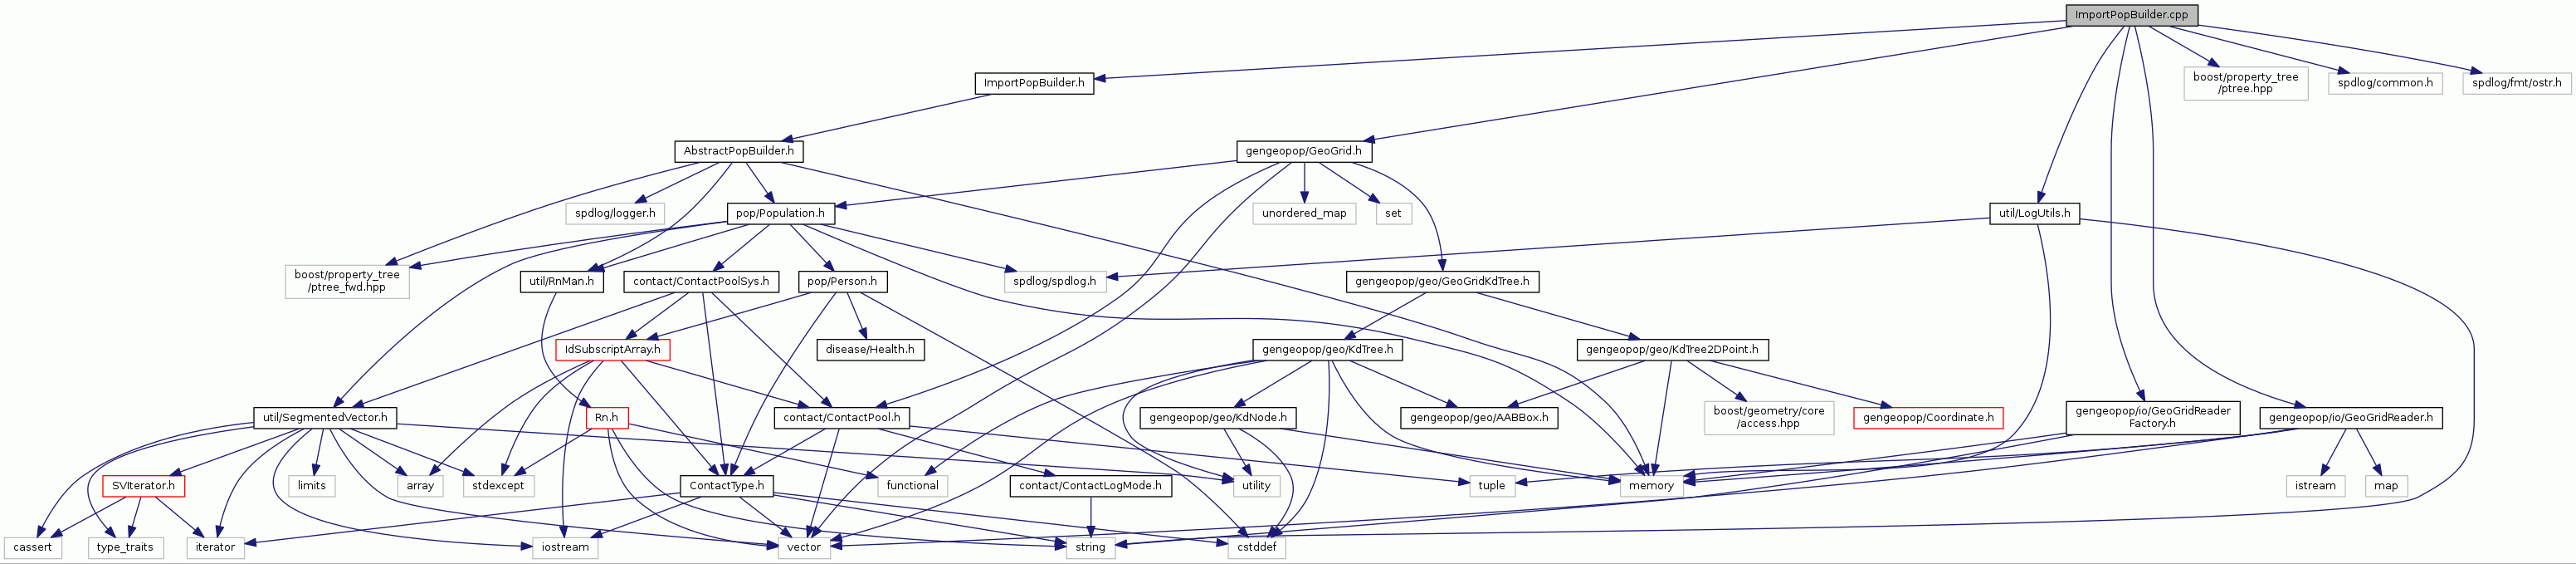 ImportPopBuilder.cpp
ImportPopBuilder.h
boost/property_tree
/ptree.hpp
spdlog/common.h
spdlog/fmt/ostr.h
AbstractPopBuilder.h
gengeopop/GeoGrid.h
spdlog/logger.h
pop/Population.h
unordered_map
set
util/LogUtils.h
boost/property_tree
/ptree_fwd.hpp
util/RnMan.h
contact/ContactPoolSys.h
pop/Person.h
spdlog/spdlog.h
gengeopop/geo/GeoGridKdTree.h
IdSubscriptArray.h
disease/Health.h
gengeopop/geo/KdTree.h
gengeopop/geo/KdTree2DPoint.h
util/SegmentedVector.h
Rn.h
contact/ContactPool.h
gengeopop/geo/KdNode.h
gengeopop/geo/AABBox.h
boost/geometry/core
/access.hpp
gengeopop/Coordinate.h
gengeopop/io/GeoGridReader
Factory.h
gengeopop/io/GeoGridReader.h
SVIterator.h
limits
array
stdexcept
ContactType.h
functional
contact/ContactLogMode.h
utility
tuple
memory
istream
map
cassert
type_traits
iterator
iostream
vector
string
cstddef